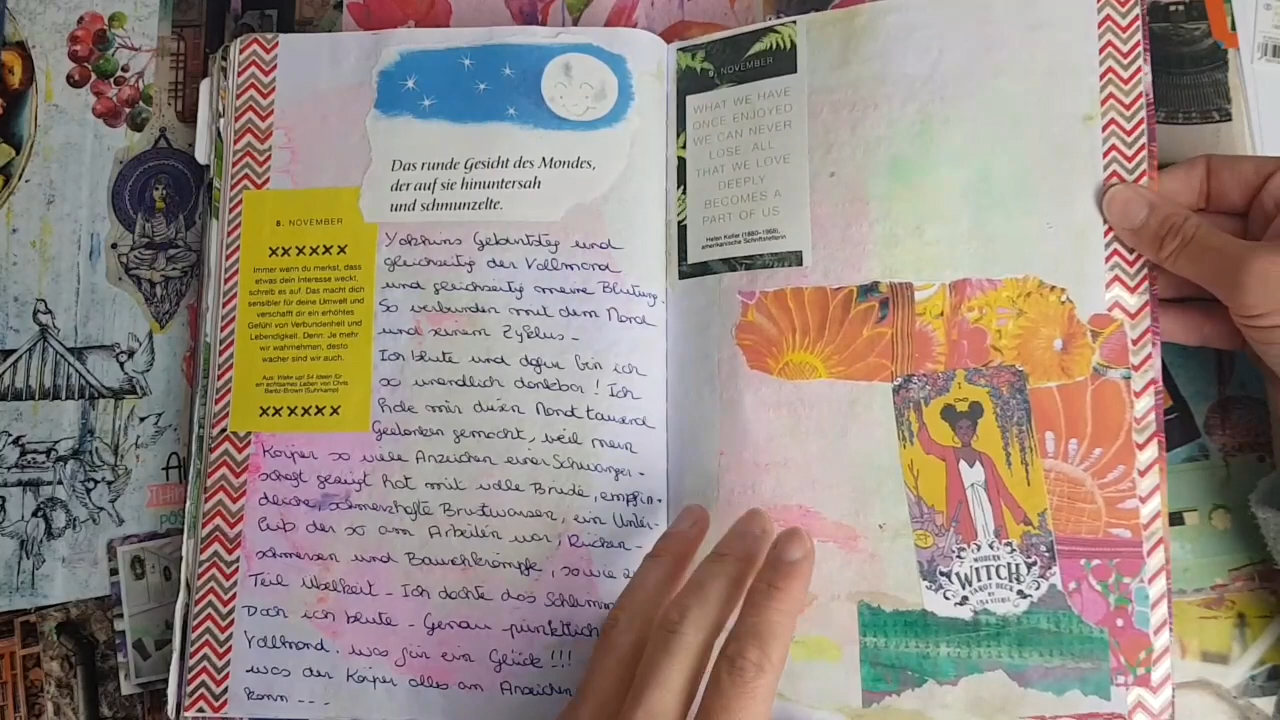 Das runde Gesicht des Mondes,
der auf sie hinuntersah
und schmunzelte.
8. NOVEMBER
XXXXXX
Immer wenn du merkst, dass
etwas dein Interesse weckt,
schreib es auf. Das macht dich
sensibler für deine Umwelt und
verschafft dir ein erhöhtes
Gefühl von Verbundenheit und
Lebendigkeit. Denn: Je mehr
wir wahrnehmen, desto
wacher sind wir auch.
Aus: Wake up! 54 Ideen für
ein achtsames Leben von Chris
Baréz-Brown (Suhrkamp)
XXXXXX
Geburtstag und
gleichzeitig der Vollmond
und gleichzeitig meine Blutung.
So verbunden mit dem Mond
und seinem Zyklus -
Ich blute und dafür bin ich
so unendlich dankbar! Ich
habe mir diesen Monat tausend
Gedanken gemacht, weil mein
Körper so viele Anzeichen einer Schwanger-
schaft gezeigt hat mit volle Brüste, empfin-
dliche, schmerzhafte Brustwarzen, ein Unter-
leib der so am Arbeiten war, Rücken-
schmerzen und Bauchkrämpfe, sowie
Teil Übelkeit - Ich dachte das
Doch ich blute - Genau pünktlich
Vollmond. was für ein Glück!!!
was der Körper alles an Anzeichen
kann ---
9. NOVEMBER
WHAT WE HAVE
ONCE ENJOYED
WE CAN NEVER
LOSE. ALL
THAT WE LOVE
DEEPLY
BECOMES A
PART OF US
Helen Keller (1880–1968),
amerikanische Schriftstellerin
I
MODERN
WITCH
TAROT DECK
BY
LISA STERLE